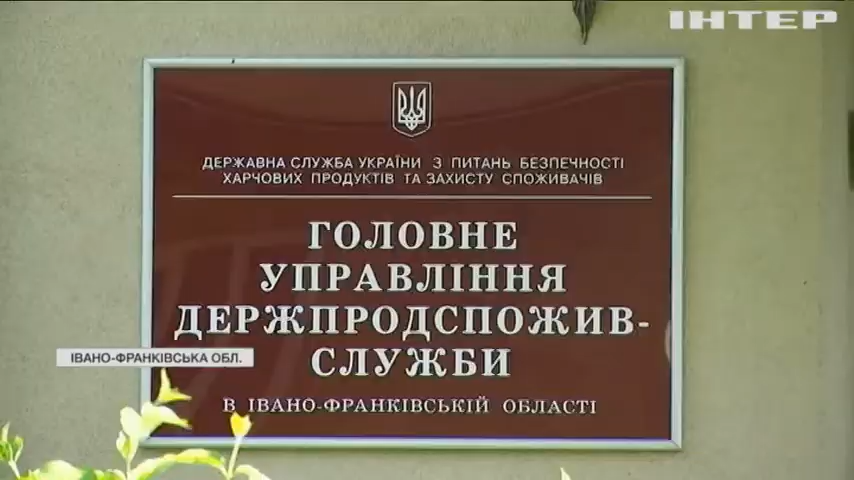 ІНТЕР
ДЕРЖАВНА СЛУЖБА УКРАЇНИ З ПИТАНЬ БЕЗПЕЧНОСТІ
ХАРЧОВИХ ПРОДУКТІВ ТА ЗАХИСТУ СПОЖИВАЧІВ
ГОЛОВНЕ
УПРАВЛІННЯ
ДЕРЖПРОДСПОЖИВ-
СЛУЖБИ
В ІВАНО-ФРАНКІВСЬКІЙ ОБЛАСТІ
ІВАНО-ФРАНКІВСЬКА ОБЛ.